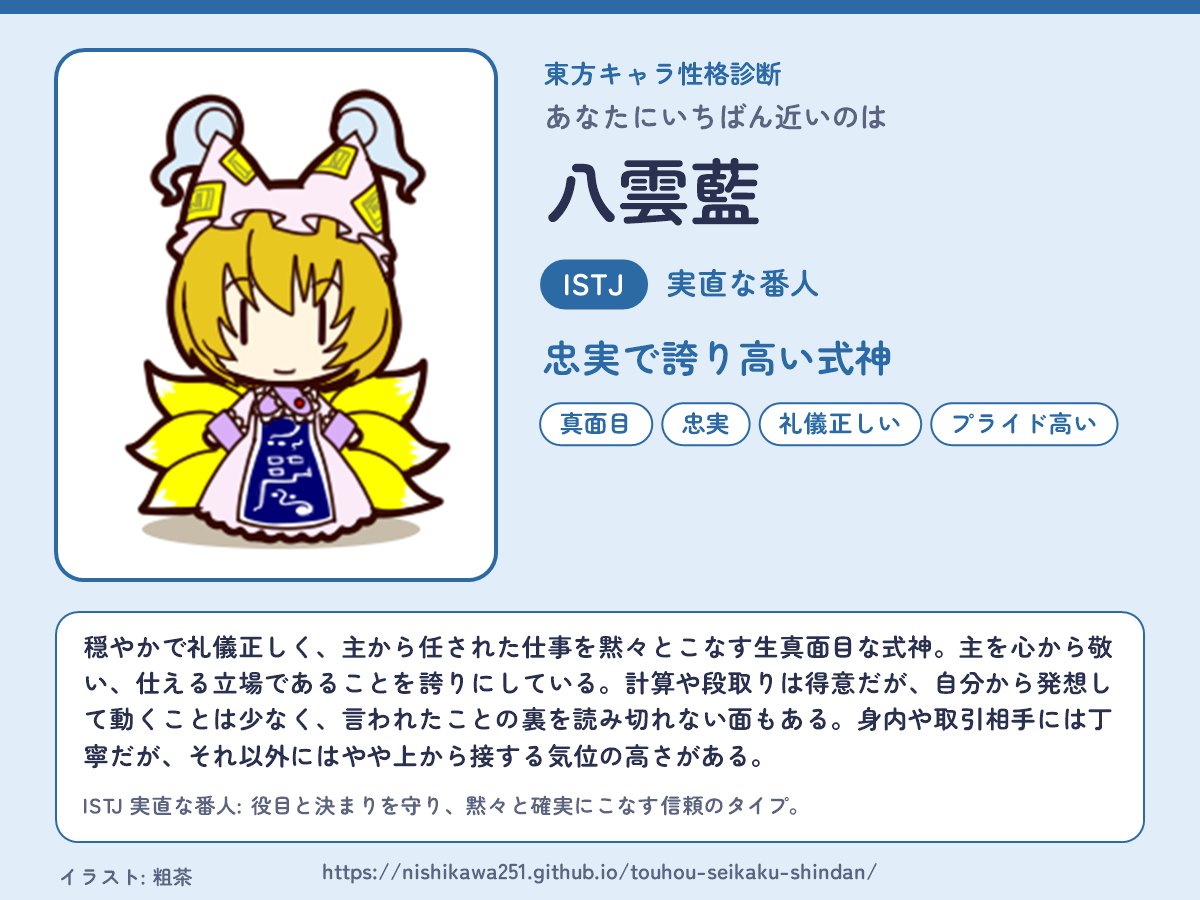 東方キャラ性格診断
あなたにいちばん近いのは
八雲藍
ISTJ 実直な番人
忠実で誇り高い式神
真面目 忠実 礼儀正しい プライド高い
穏やかで礼儀正しく、主から任された仕事を黙々とこなす生真面目な式神。主を心から敬
い、仕える立場であることを誇りにしている。計算や段取りは得意だが、自分から発想し
て動くことは少なく、言われたことの裏を読み切れない面もある。身内や取引相手には丁
寧だが、それ以外にはやや上から接する気位の高さがある。
ISTJ 実直な番人: 役目と決まりを守り、黙々と確実にこなす信頼のタイプ。
イラスト: 粗茶
https://nishikawa251.github.io/touhou-seikaku-shindan/